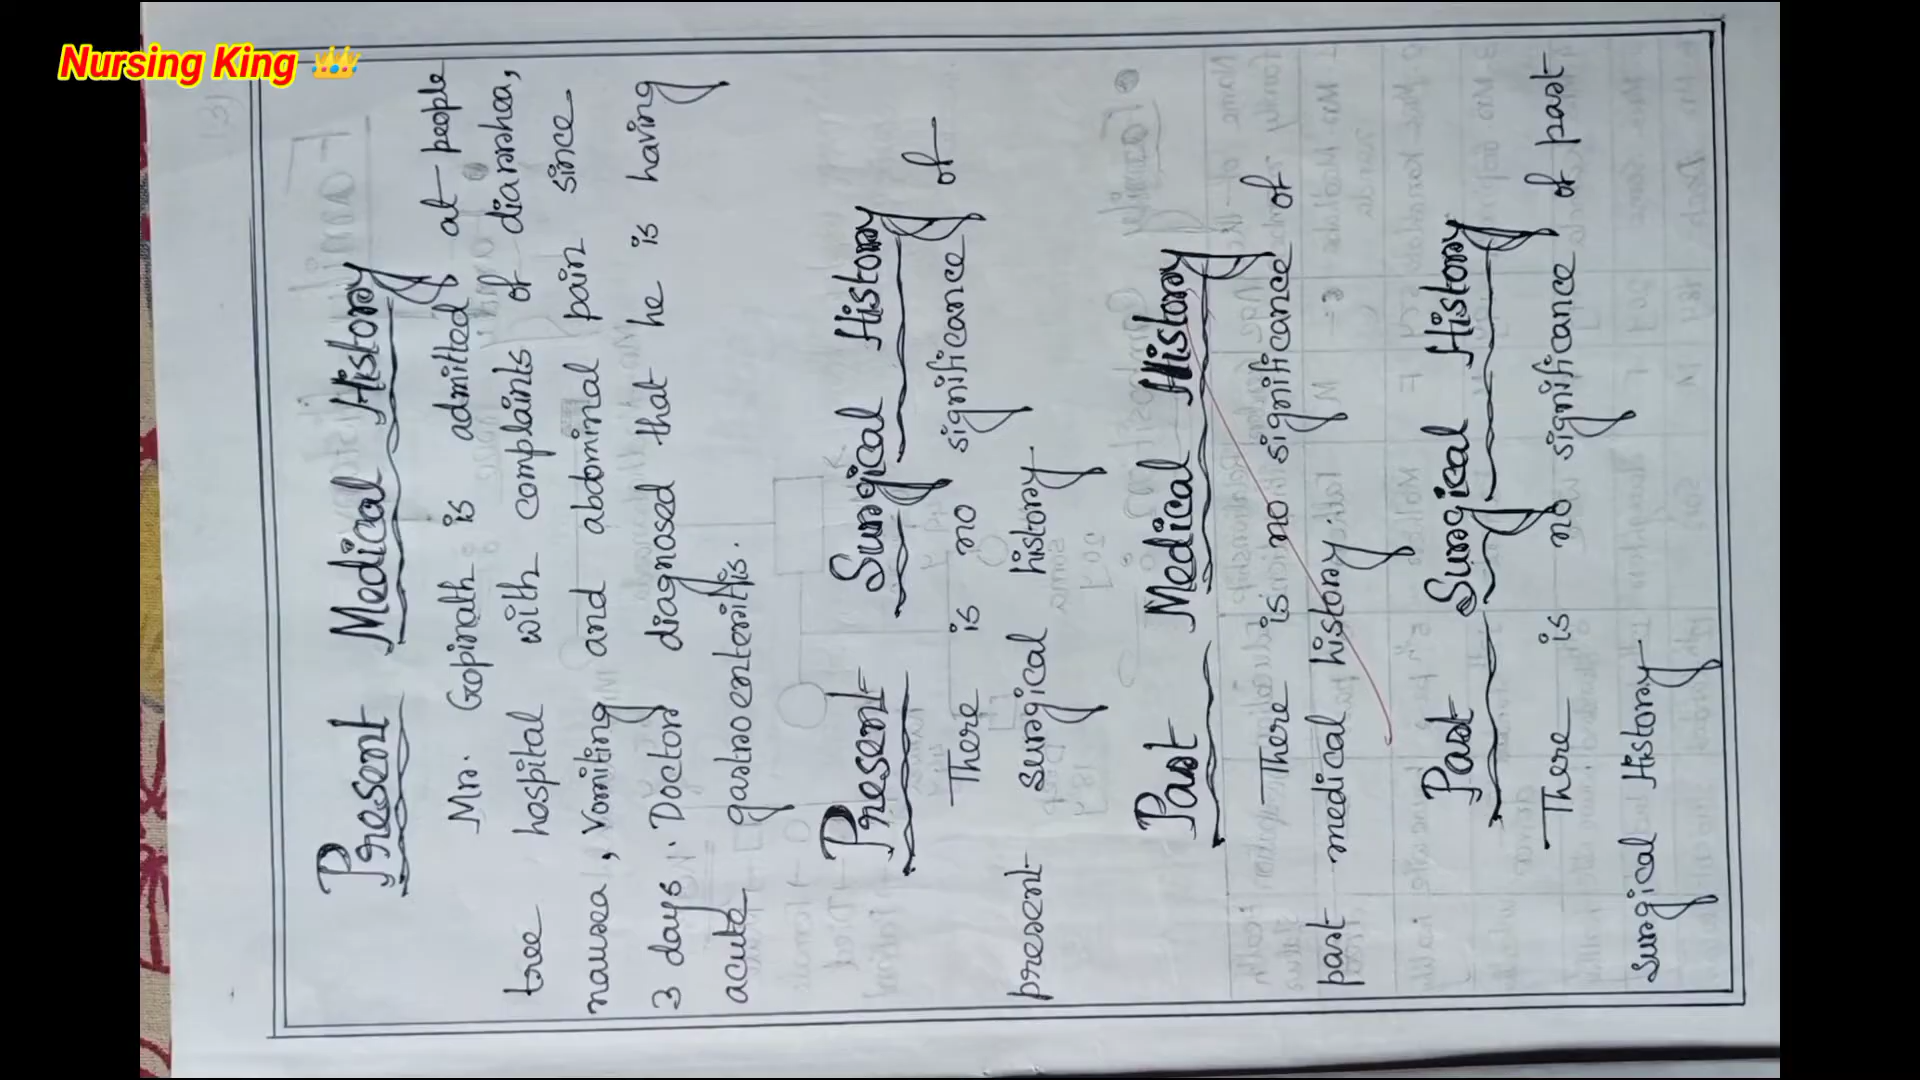 Nursing King
Present Medical History
Mr. Gopinath is admitted at people
tree hospital with complaints of diarrhea,
nausea, Vomiting and abdominal pain since
3 days. Doctor diagnosed that he is having
acute gastroenteritis.
Present Surgical History
There is no significance of
present surgical history
Past Medical History
There is no significance of
past medical history
Past Surgical History
There is no significance of past
Surgical History